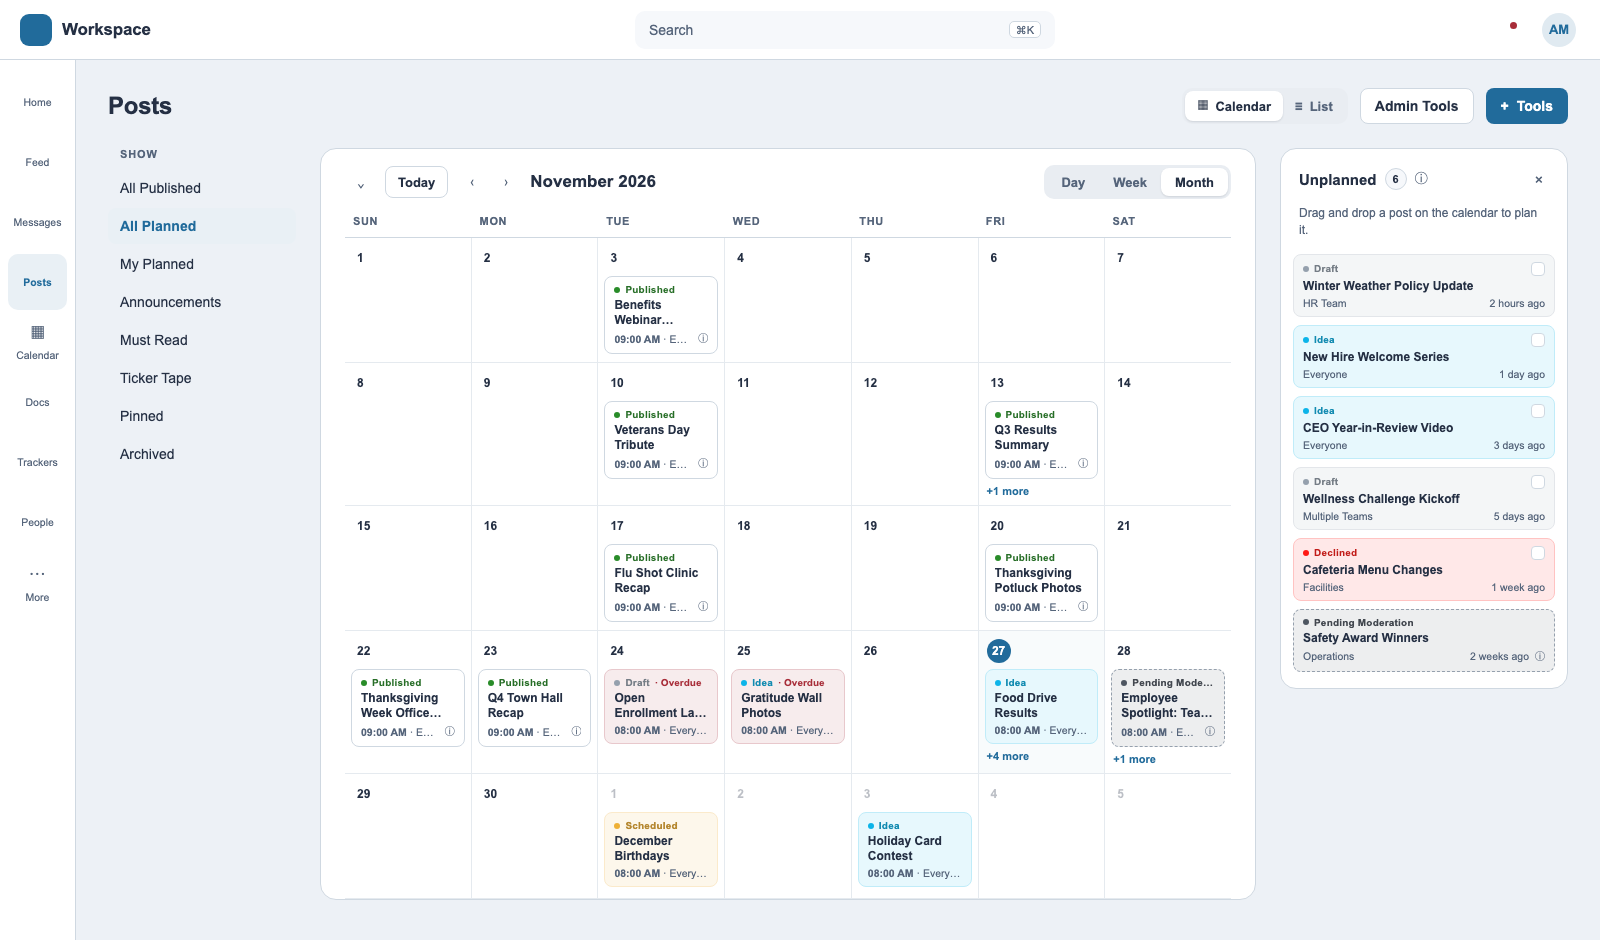 Workspace
Search
⌘K
AM
Home
Feed
Messages
Posts
Calendar
Docs
Trackers
People
More
Posts
Calendar
List
Admin Tools
+ Tools
SHOW
All Published
All Planned
My Planned
Announcements
Must Read
Ticker Tape
Pinned
Archived
Today
November 2026
Day
Week
Month
SUN MON TUE WED THU FRI SAT
1 2 3 4 5 6 7
Published
Benefits
Webinar…
09:00 AM · E…
8 9 10 11 12 13 14
Published
Veterans Day
Tribute
09:00 AM · E…
Published
Q3 Results
Summary
09:00 AM · E…
+1 more
15 16 17 18 19 20 21
Published
Flu Shot Clinic
Recap
09:00 AM · E…
Published
Thanksgiving
Potluck Photos
09:00 AM · E…
22 23 24 25 26 27 28
Published
Thanksgiving
Week Office…
09:00 AM · E…
Published
Q4 Town Hall
Recap
09:00 AM · E…
Draft · Overdue
Open
Enrollment La…
08:00 AM · Every…
Idea · Overdue
Gratitude Wall
Photos
08:00 AM · Every…
Idea
Food Drive
Results
08:00 AM · Every…
+4 more
Pending Mode…
Employee
Spotlight: Tea…
08:00 AM · E…
+1 more
29 30 1 2 3 4 5
Scheduled
December
Birthdays
08:00 AM · Every…
Idea
Holiday Card
Contest
08:00 AM · Every…
Unplanned 6
Drag and drop a post on the calendar to plan
it.
Draft
Winter Weather Policy Update
HR Team 2 hours ago
Idea
New Hire Welcome Series
Everyone 1 day ago
Idea
CEO Year-in-Review Video
Everyone 3 days ago
Draft
Wellness Challenge Kickoff
Multiple Teams 5 days ago
Declined
Cafeteria Menu Changes
Facilities 1 week ago
Pending Moderation
Safety Award Winners
Operations 2 weeks ago